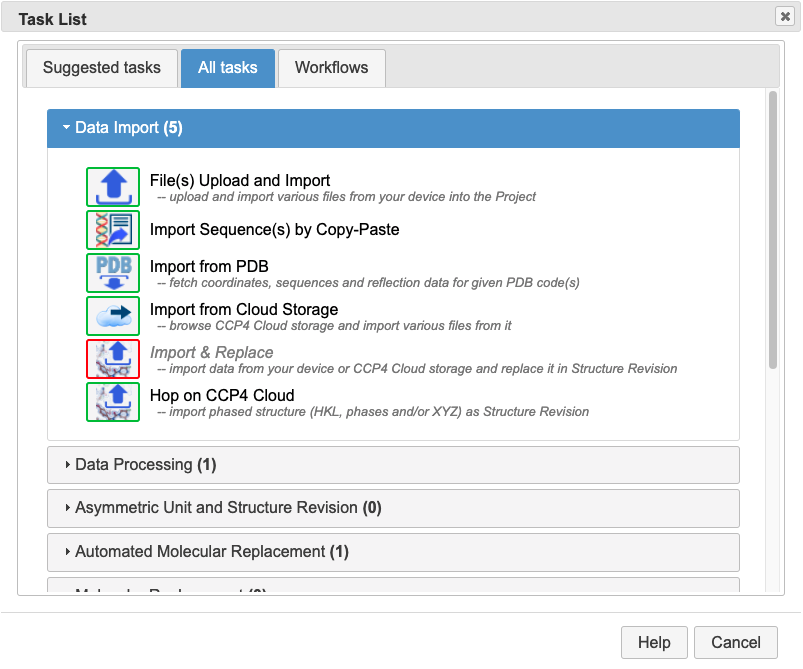 Task List
Suggested tasks
All tasks
Workflows
Data Import (5)
File(s) Upload and Import
-- upload and import various files from your device into the Project
Import Sequence(s) by Copy-Paste
PDB
Import from PDB
-- fetch coordinates, sequences and reflection data for given PDB code(s)
Import from Cloud Storage
-- browse CCP4 Cloud storage and import various files from it
Import & Replace
-- import data from your device or CCP4 Cloud storage and replace it in Structure Revision
Hop on CCP4 Cloud
-- import phased structure (HKL, phases and/or XYZ) as Structure Revision
Data Processing (1)
Asymmetric Unit and Structure Revision (0)
Automated Molecular Replacement (1)
Help
Cancel